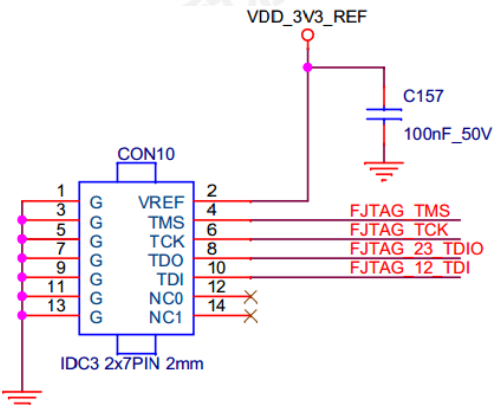 VDD_3V3_REF
C157
100nF_50V
CON10
1 G VREF 2
3 G TMS 4 FJTAG_TMS
5 G TCK 6 FJTAG_TCK
7 G TDO 8 FJTAG_23_TDIO
9 G TDI 10 FJTAG_12_TDI
11 G NC0 12
13 G NC1 14
IDC3 2x7PIN 2mm